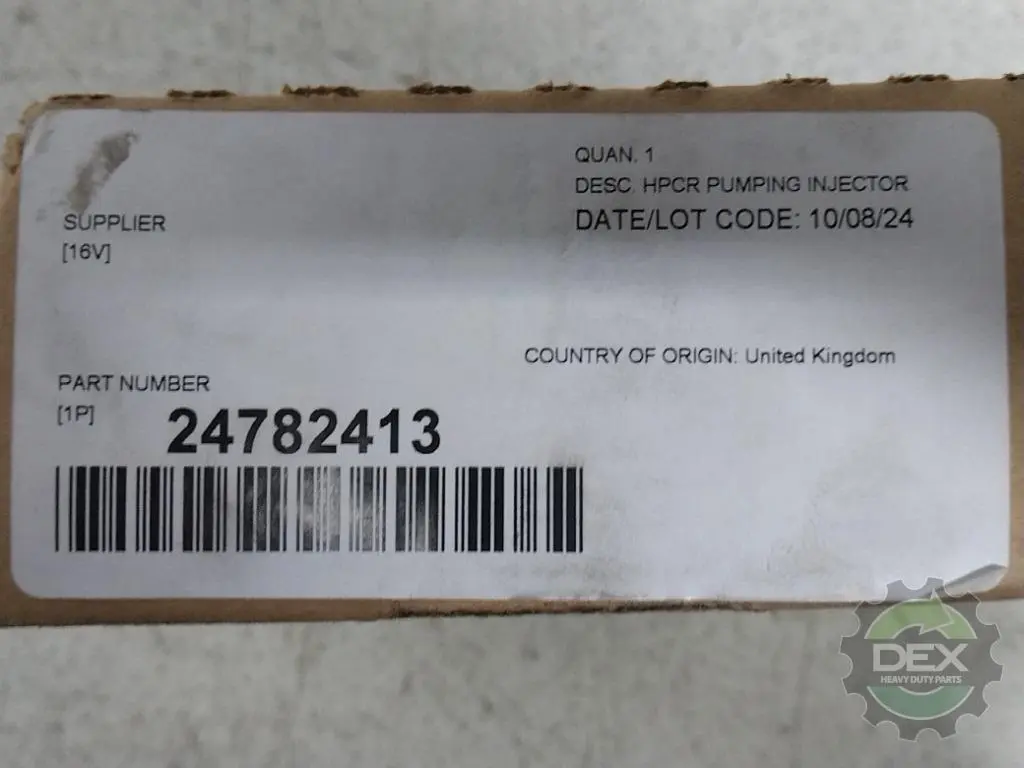 QUAN. 1
DESC. HPCR PUMPING INJECTOR
DATE/LOT CODE: 10/08/24
SUPPLIER
[16V]
COUNTRY OF ORIGIN: United Kingdom
PART NUMBER
[1P]
24782413
DEX
HEAVY DUTY PARTS